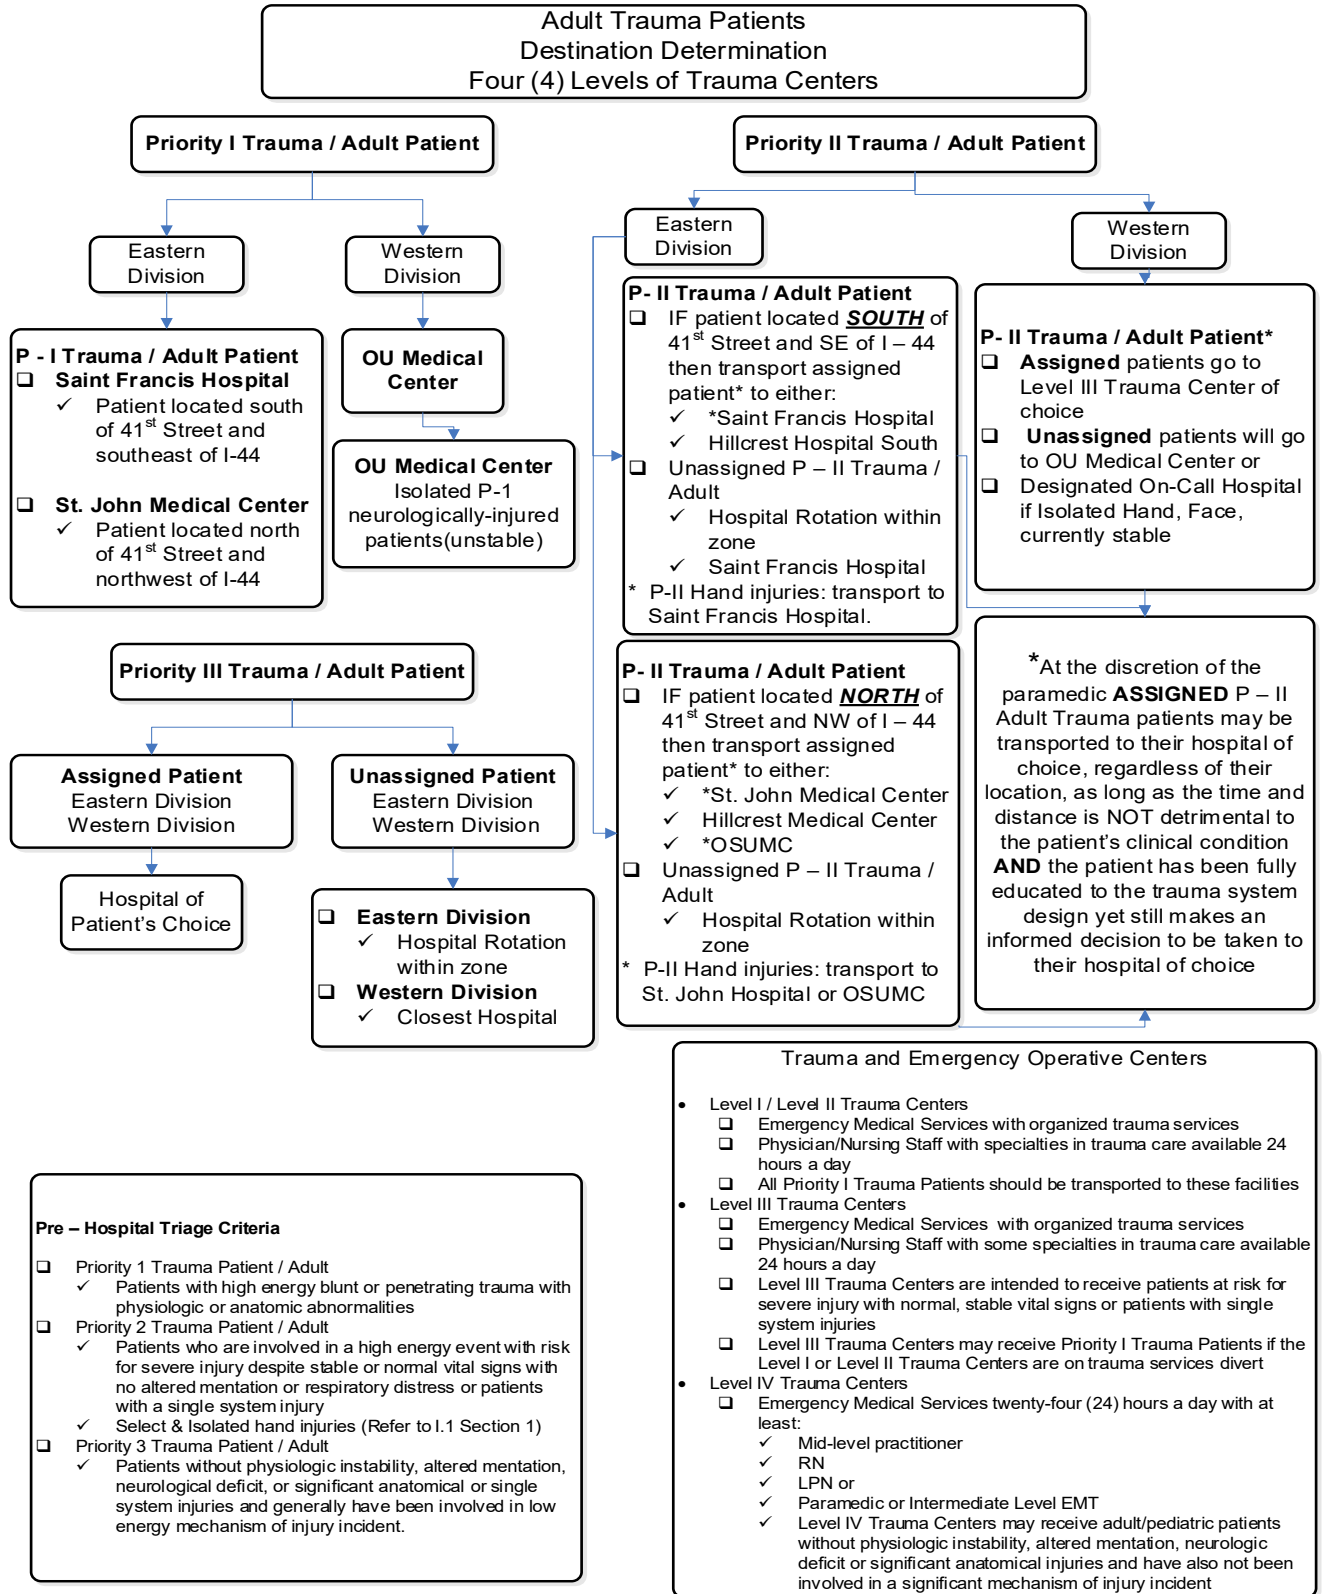 Adult Trauma Patients
Destination Determination
Four (4) Levels of Trauma Centers
Priority I Trauma / Adult Patient
Eastern
Division
Western
Division
P - I Trauma / Adult Patient
❑ Saint Francis Hospital
✓ Patient located south
of 41st Street and
southeast of I-44
❑ St. John Medical Center
✓ Patient located north
of 41st Street and
northwest of I-44
OU Medical
Center
OU Medical Center
Isolated P-1
neurologically-injured
patients(unstable)
Priority II Trauma / Adult Patient
Eastern
Division
Western
Division
P- II Trauma / Adult Patient
❑ IF patient located SOUTH of
41st Street and SE of I – 44
then transport assigned
patient* to either:
✓ *Saint Francis Hospital
✓ Hillcrest Hospital South
❑ Unassigned P – II Trauma /
Adult
✓ Hospital Rotation within
zone
✓ Saint Francis Hospital
* P-II Hand injuries: transport to
Saint Francis Hospital.
P- II Trauma / Adult Patient
❑ IF patient located NORTH of
41st Street and NW of I – 44
then transport assigned
patient* to either:
✓ *St. John Medical Center
✓ Hillcrest Medical Center
✓ *OSUMC
❑ Unassigned P – II Trauma /
Adult
✓ Hospital Rotation within
zone
* P-II Hand injuries: transport to
St. John Hospital or OSUMC
P- II Trauma / Adult Patient*
❑ Assigned patients go to
Level III Trauma Center of
choice
❑ Unassigned patients will go
to OU Medical Center or
❑ Designated On-Call Hospital
if Isolated Hand, Face,
currently stable
*At the discretion of the
paramedic ASSIGNED P – II
Adult Trauma patients may be
transported to their hospital of
choice, regardless of their
location, as long as the time and
distance is NOT detrimental to
the patient's clinical condition
AND the patient has been fully
educated to the trauma system
design yet still makes an
informed decision to be taken to
their hospital of choice
Priority III Trauma / Adult Patient
Assigned Patient
Eastern Division
Western Division
Unassigned Patient
Eastern Division
Western Division
Hospital of
Patient's Choice
❑ Eastern Division
✓ Hospital Rotation
within zone
❑ Western Division
✓ Closest Hospital
Pre – Hospital Triage Criteria
❑ Priority 1 Trauma Patient / Adult
✓ Patients with high energy blunt or penetrating trauma with
physiologic or anatomic abnormalities
❑ Priority 2 Trauma Patient / Adult
✓ Patients who are involved in a high energy event with risk
for severe injury despite stable or normal vital signs with
no altered mentation or respiratory distress or patients
with a single system injury
✓ Select & Isolated hand injuries (Refer to I.1 Section 1)
❑ Priority 3 Trauma Patient / Adult
✓ Patients without physiologic instability, altered mentation,
neurological deficit, or significant anatomical or single
system injuries and generally have been involved in low
energy mechanism of injury incident.
Trauma and Emergency Operative Centers
• Level I / Level II Trauma Centers
❑ Emergency Medical Services with organized trauma services
❑ Physician/Nursing Staff with specialties in trauma care available 24
hours a day
❑ All Priority I Trauma Patients should be transported to these facilities
• Level III Trauma Centers
❑ Emergency Medical Services with organized trauma services
❑ Physician/Nursing Staff with some specialties in trauma care available
24 hours a day
❑ Level III Trauma Centers are intended to receive patients at risk for
severe injury with normal, stable vital signs or patients with single
system injuries
❑ Level III Trauma Centers may receive Priority I Trauma Patients if the
Level I or Level II Trauma Centers are on trauma services divert
• Level IV Trauma Centers
❑ Emergency Medical Services twenty-four (24) hours a day with at
least:
✓ Mid-level practitioner
✓ RN
✓ LPN or
✓ Paramedic or Intermediate Level EMT
✓ Level IV Trauma Centers may receive adult/pediatric patients
without physiologic instability, altered mentation, neurologic
deficit or significant anatomical injuries and have also not been
involved in a significant mechanism of injury incident